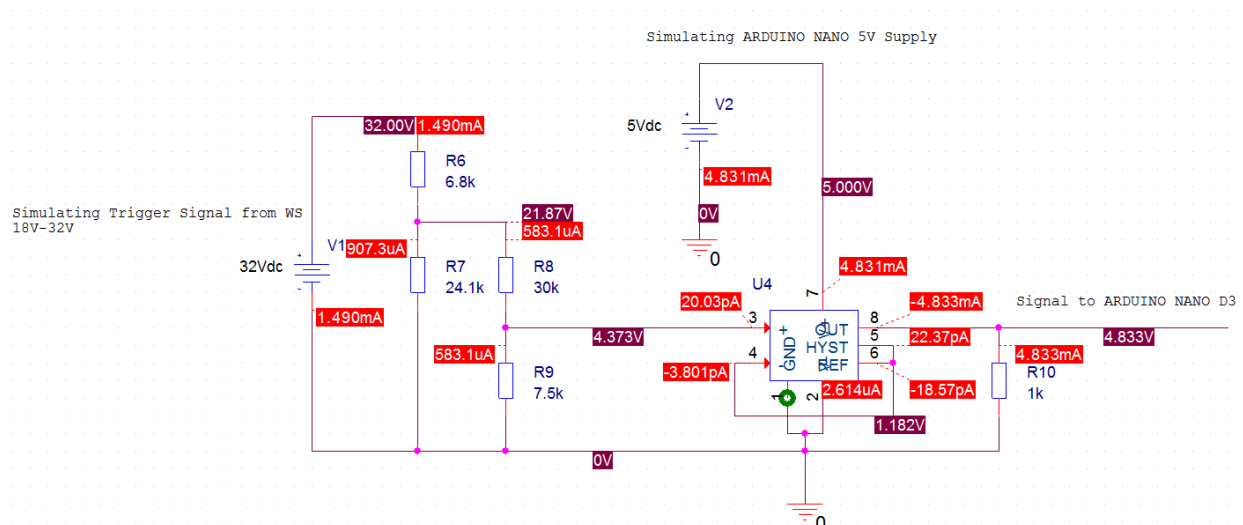 Simulating ARDUINO NANO 5V Supply
V2
5Vdc
32.00V 1.490mA
R6
6.8k
4.831mA
5.000V
Simulating Trigger Signal from WS
18V-32V
21.87V
0V
583.1uA
0
V1 907.3uA
32Vdc
R7
24.1k
R8
30k
4.831mA
U4
7
20.03pA
-4.833mA
Signal to ARDUINO NANO D3
1.490mA
3
+
OUT
V+
8
4.373V
HYST
5
22.37pA
4.833V
583.1uA
4
-
GND
V-
REF
6
4.833mA
-3.801pA
R9
7.5k
1
2
2.614uA
-18.57pA
R10
1k
1.182V
0V
0